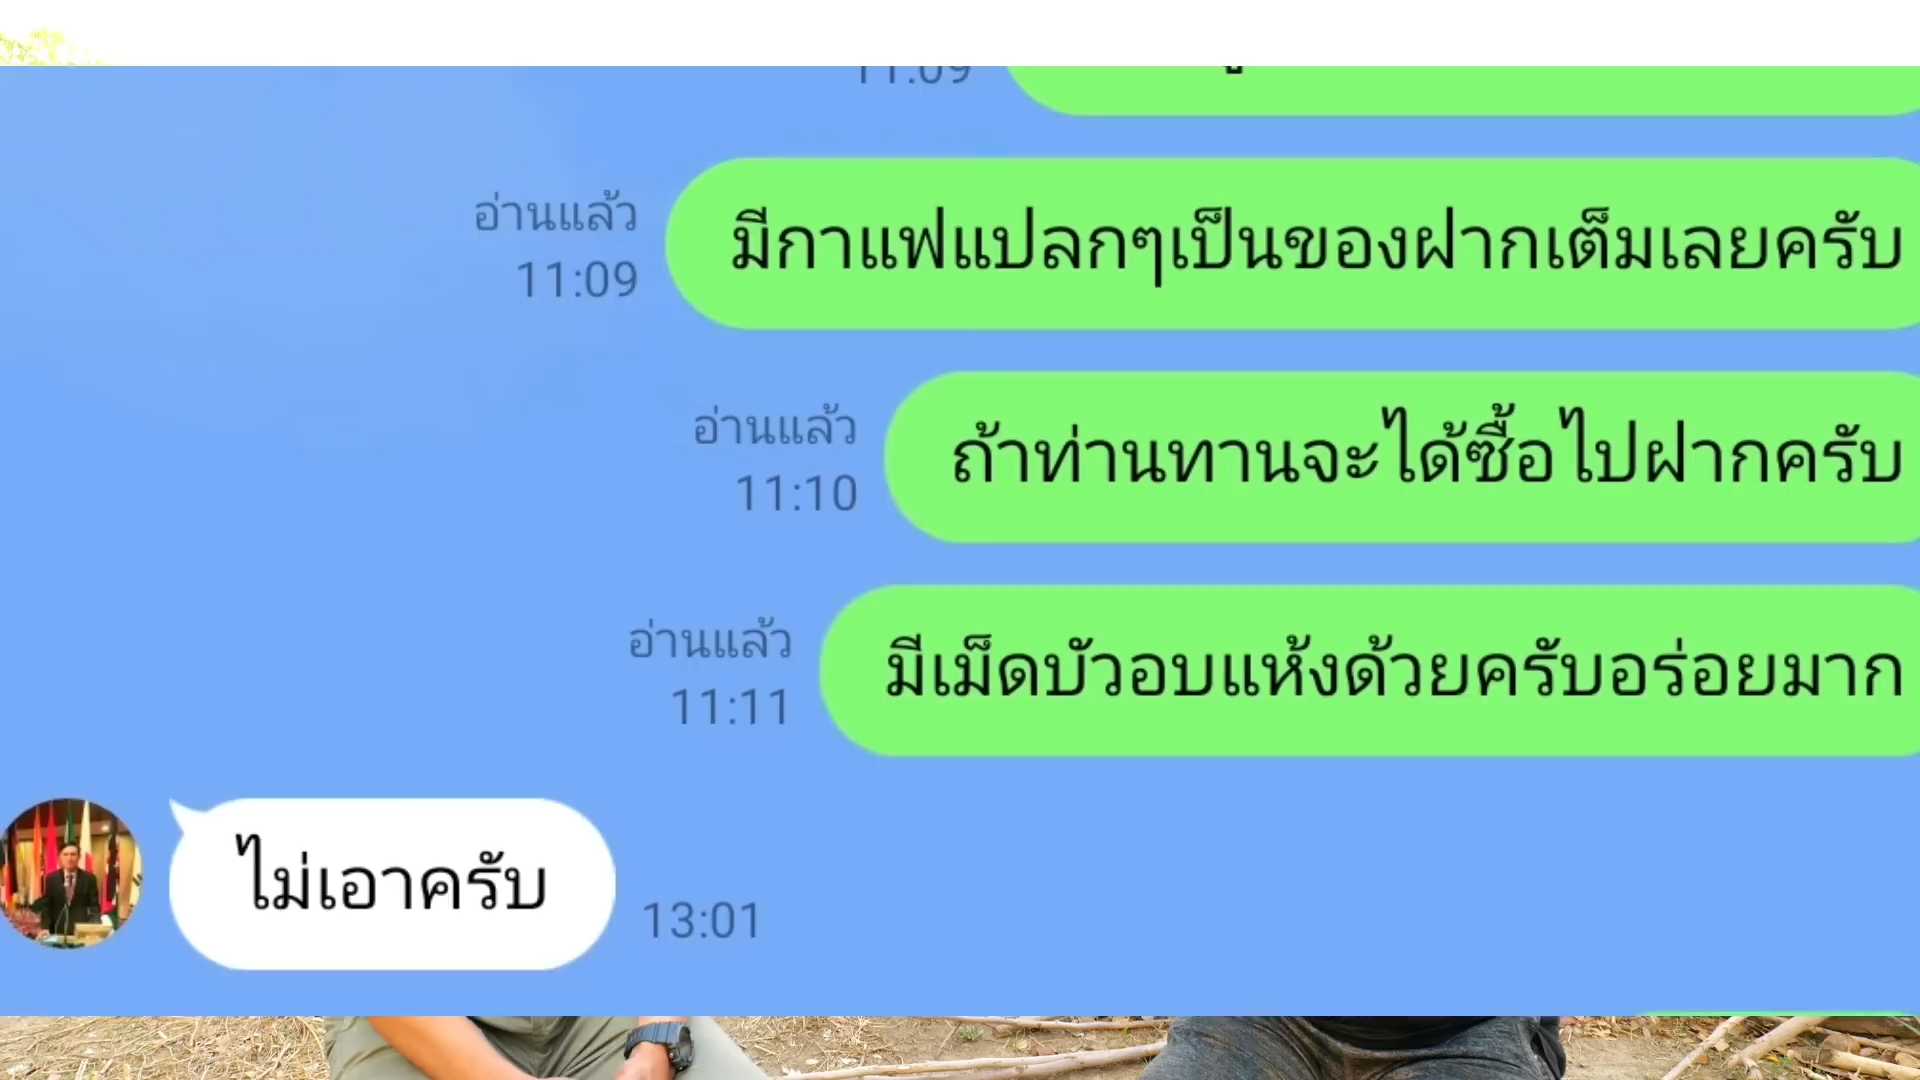 11:09
มีกาแฟแปลกๆเป็นของฝากเต็มเลยครับ
อ่านแล้ว
11:09
ถ้าท่านทานจะได้ซื้อไปฝากครับ
อ่านแล้ว
11:10
มีเม็ดบัวอบแห้งด้วยครับอร่อยมาก
อ่านแล้ว
11:11
ไม่เอาครับ
13:01